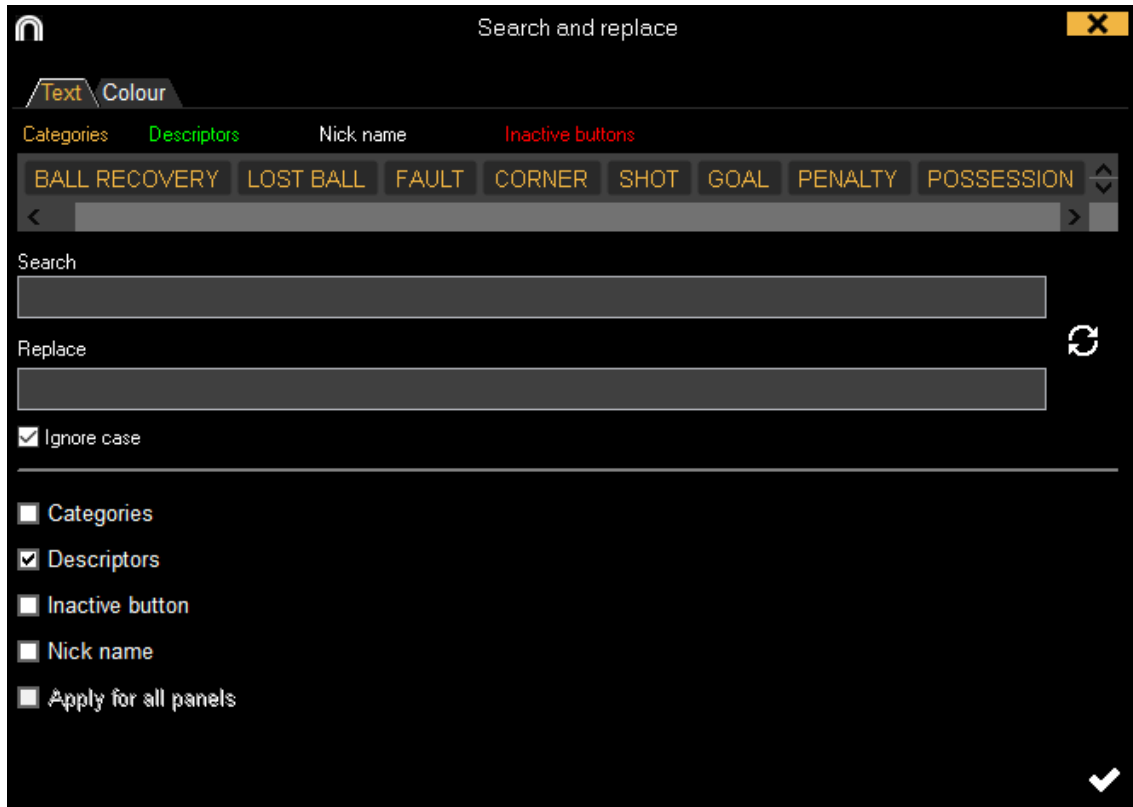 Search and replace
Text Colour
Categories Descriptors Nick name Inactive buttons
BALL RECOVERY LOST BALL FAULT CORNER SHOT GOAL PENALTY POSSESSION
Search
Replace
Ignore case
Categories
Descriptors
Inactive button
Nick name
Apply for all panels